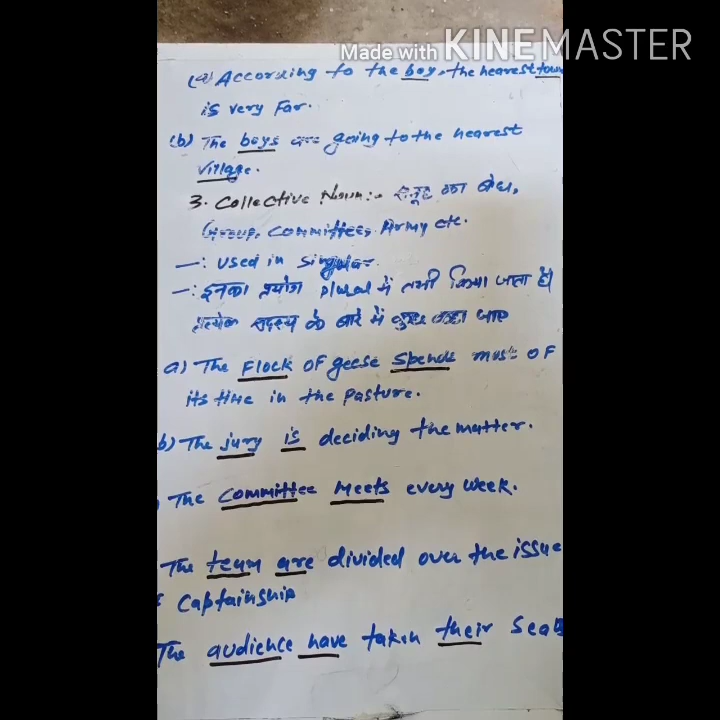 Made with KINEMASTER
(a) According to the boy, the nearest town
is very far.
(b) The boys are going to the nearest
village.
3. Collective Noun:- समूह का बोध,
Group, Committee, Army etc.
—: used in singular.
—: इनका प्रयोग plural में तभी किया जाता है।
प्रत्येक सदस्य के बारे में कुछ कहा जाए
a) The Flock of geese spends most of
its time in the pasture.
b) The jury is deciding the matter.
The Committee Meets every week.
The team are divided over the issue
Captainship
The audience have taken their seats